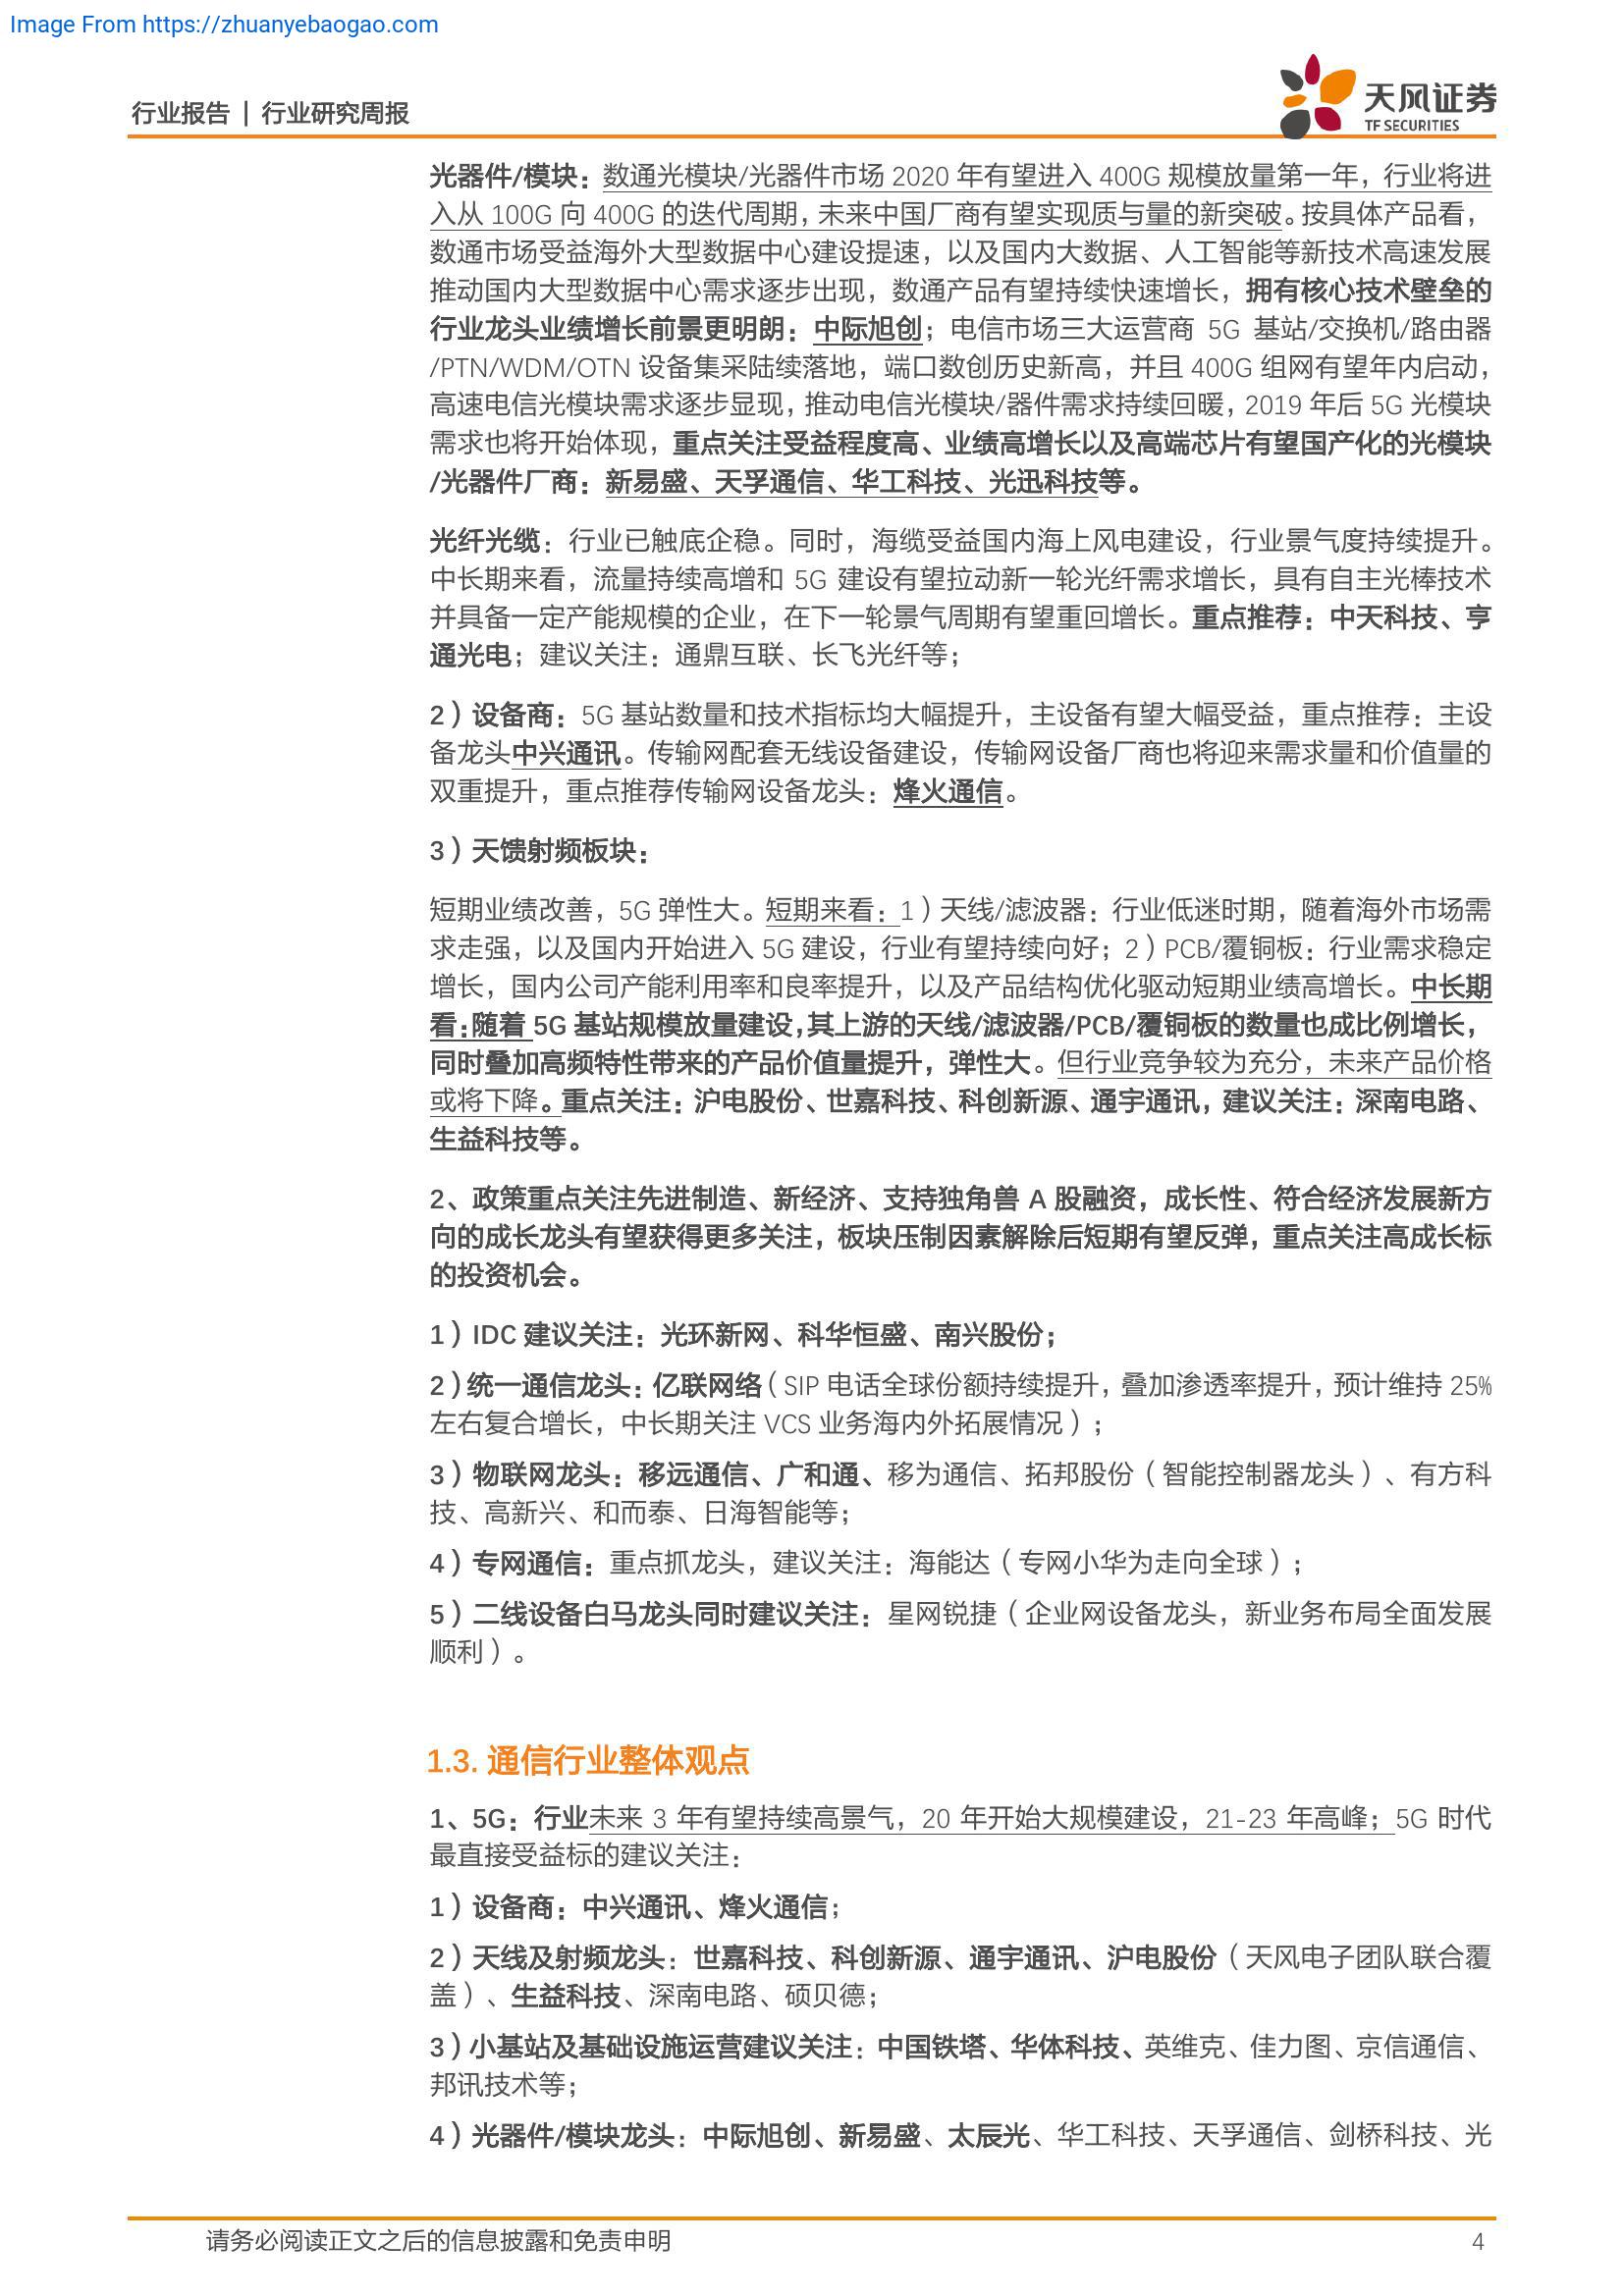 Image From https://zhuanyebaogao.com
行业报告 | 行业研究周报
天风证券
TF SECURITIES
光器件/模块：数通光模块/光器件市场 2020 年有望进入 400G 规模放量第一年，行业将进
入从 100G 向 400G 的迭代周期，未来中国厂商有望实现质与量的新突破。按具体产品看，
数通市场受益海外大型数据中心建设提速，以及国内大数据、人工智能等新技术高速发展
推动国内大型数据中心需求逐步出现，数通产品有望持续快速增长，拥有核心技术壁垒的
行业龙头业绩增长前景更明朗：中际旭创；电信市场三大运营商 5G 基站/交换机/路由器
/PTN/WDM/OTN 设备集采陆续落地，端口数创历史新高，并且 400G 组网有望年内启动，
高速电信光模块需求逐步显现，推动电信光模块/器件需求持续回暖，2019 年后 5G 光模块
需求也将开始体现，重点关注受益程度高、业绩高增长以及高端芯片有望国产化的光模块
/光器件厂商：新易盛、天孚通信、华工科技、光迅科技等。
光纤光缆：行业已触底企稳。同时，海缆受益国内海上风电建设，行业景气度持续提升。
中长期来看，流量持续高增和 5G 建设有望拉动新一轮光纤需求增长，具有自主光棒技术
并具备一定产能规模的企业，在下一轮景气周期有望重回增长。重点推荐：中天科技、亨
通光电；建议关注：通鼎互联、长飞光纤等；
2）设备商：5G 基站数量和技术指标均大幅提升，主设备有望大幅受益，重点推荐：主设
备龙头中兴通讯。传输网配套无线设备建设，传输网设备厂商也将迎来需求量和价值量的
双重提升，重点推荐传输网设备龙头：烽火通信。
3）天馈射频板块：
短期业绩改善，5G 弹性大。短期来看：1）天线/滤波器：行业低迷时期，随着海外市场需
求走强，以及国内开始进入 5G 建设，行业有望持续向好；2）PCB/覆铜板：行业需求稳定
增长，国内公司产能利用率和良率提升，以及产品结构优化驱动短期业绩高增长。中长期
看：随着 5G 基站规模放量建设，其上游的天线/滤波器/PCB/覆铜板的数量也成比例增长，
同时叠加高频特性带来的产品价值量提升，弹性大。但行业竞争较为充分，未来产品价格
或将下降。重点关注：沪电股份、世嘉科技、科创新源、通宇通讯，建议关注：深南电路、
生益科技等。
2、政策重点关注先进制造、新经济、支持独角兽 A 股融资，成长性、符合经济发展新方
向的成长龙头有望获得更多关注，板块压制因素解除后短期有望反弹，重点关注高成长标
的投资机会。
1）IDC 建议关注：光环新网、科华恒盛、南兴股份；
2）统一通信龙头：亿联网络（SIP 电话全球份额持续提升，叠加渗透率提升，预计维持 25%
左右复合增长，中长期关注 VCS 业务海内外拓展情况）；
3）物联网龙头：移远通信、广和通、移为通信、拓邦股份（智能控制器龙头）、有方科
技、高新兴、和而泰、日海智能等；
4）专网通信：重点抓龙头，建议关注：海能达（专网小华为走向全球）；
5）二线设备白马龙头同时建议关注：星网锐捷（企业网设备龙头，新业务布局全面发展
顺利）。
1.3. 通信行业整体观点
1、5G：行业未来 3 年有望持续高景气，20 年开始大规模建设，21-23 年高峰；5G 时代
最直接受益标的建议关注：
1）设备商：中兴通讯、烽火通信；
2）天线及射频龙头：世嘉科技、科创新源、通宇通讯、沪电股份（天风电子团队联合覆
盖）、生益科技、深南电路、硕贝德；
3）小基站及基础设施运营建议关注：中国铁塔、华体科技、英维克、佳力图、京信通信、
邦讯技术等；
4）光器件/模块龙头：中际旭创、新易盛、太辰光、华工科技、天孚通信、剑桥科技、光
请务必阅读正文之后的信息披露和免责申明
4